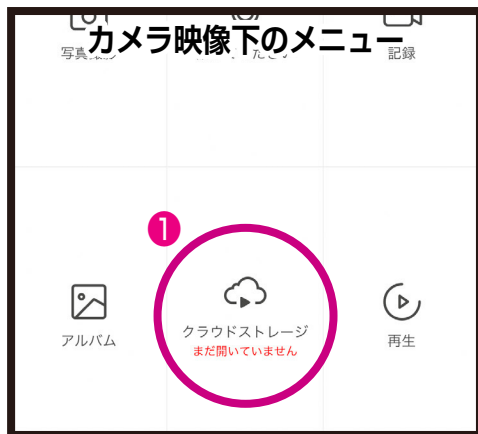 カメラ映像下のメニュー
記録
1
アルバム
クラウドストレージ
まだ開いていません
再生